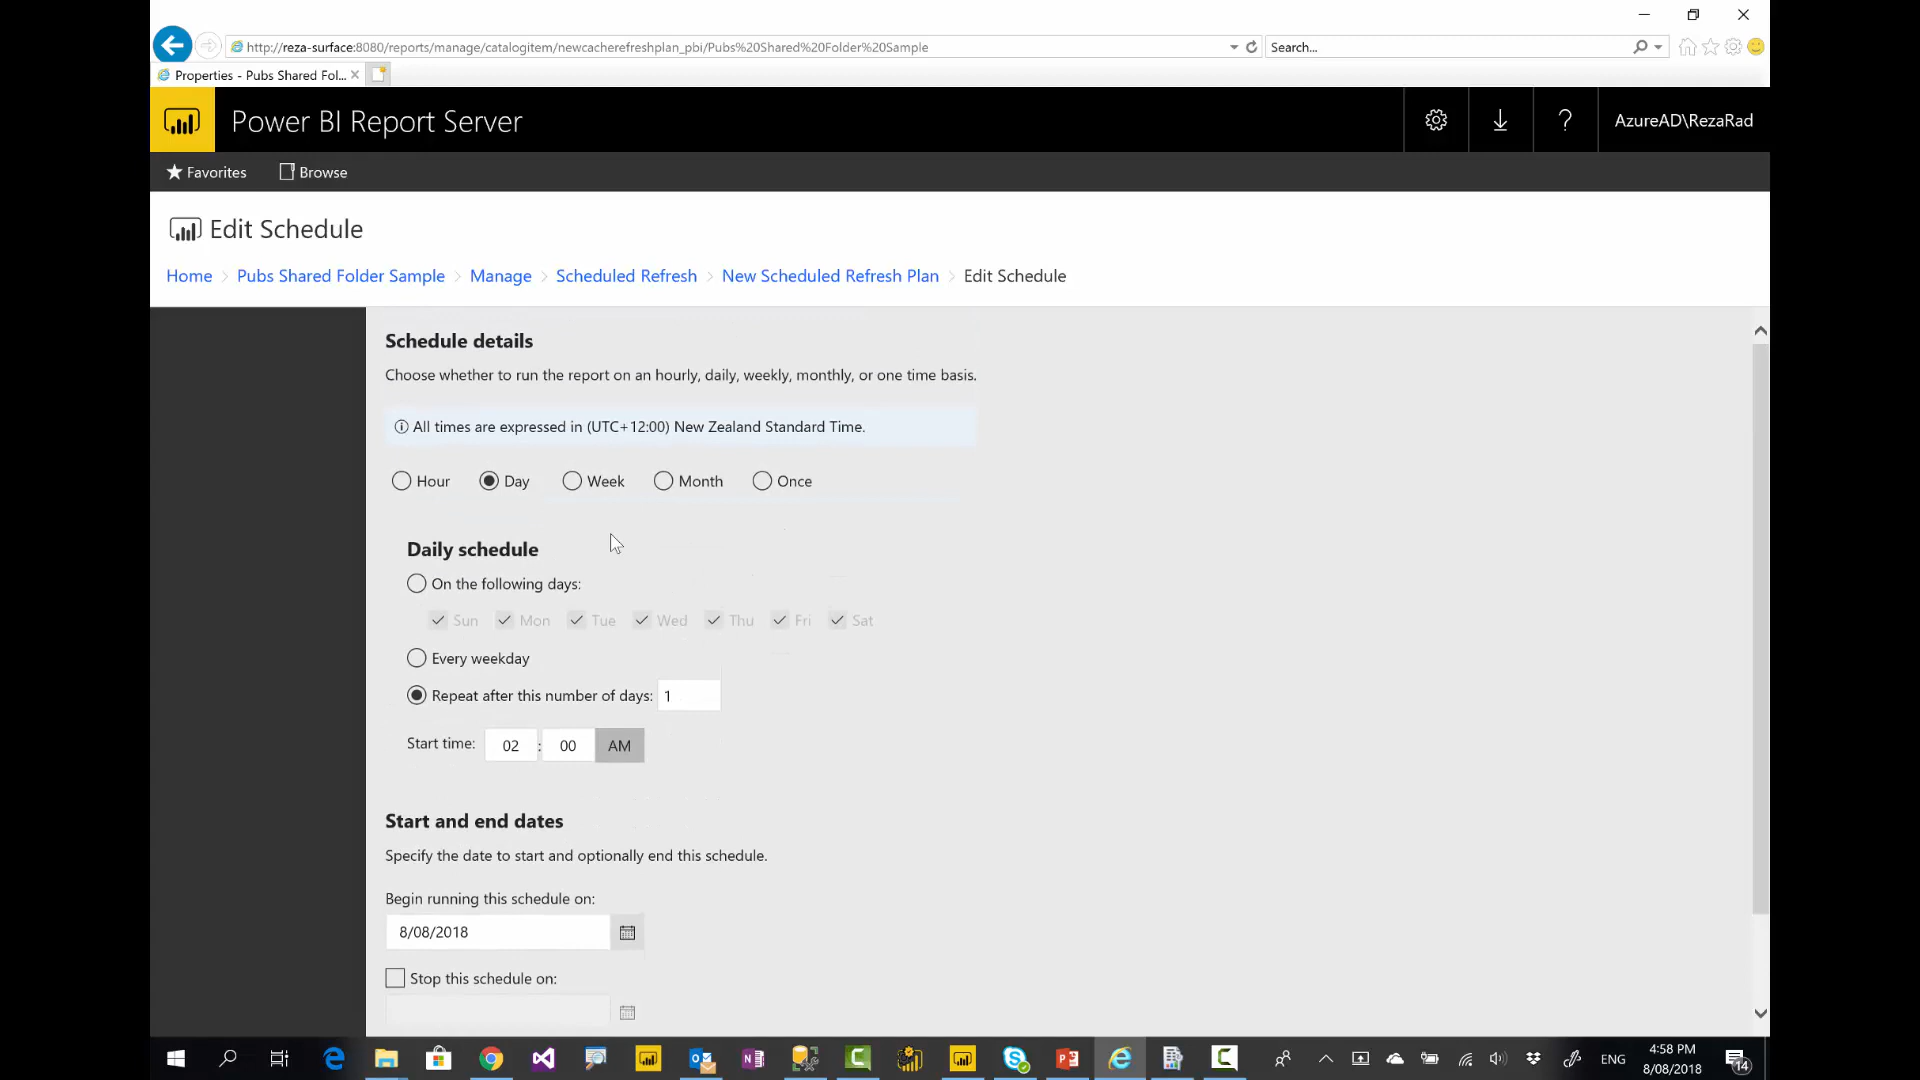 http://reza-surface:8080/reports/manage/catalogitem/newcacherefreshplan_pbi/Pubs%20Shared%20Folder%20Sample
Search...
Properties - Pubs Shared Fol...
Power BI Report Server
AzureAD\RezaRad
Favorites
Browse
Edit Schedule
Home > Pubs Shared Folder Sample > Manage > Scheduled Refresh > New Scheduled Refresh Plan > Edit Schedule
Schedule details
Choose whether to run the report on an hourly, daily, weekly, monthly, or one time basis.
All times are expressed in (UTC+12:00) New Zealand Standard Time.
Hour Day Week Month Once
Daily schedule
On the following days:
Sun Mon Tue Wed Thu Fri Sat
Every weekday
Repeat after this number of days: 1
Start time: 02 : 00 AM
Start and end dates
Specify the date to start and optionally end this schedule.
Begin running this schedule on:
8/08/2018
Stop this schedule on:
ENG
4:58 PM
8/08/2018
14